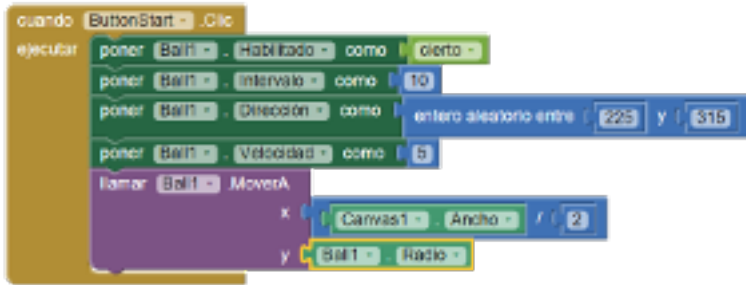 cuando ButtonStart .Clic
ejecutar poner Ball1 . Habilitado como cierto
poner Ball1 . Intervalo como 10
poner Ball1 . Dirección como entero aleatorio entre 225 y 315
poner Ball1 . Velocidad como 5
llamar Ball1 .MoverA
x Canvas1 . Ancho / 2
y Ball1 . Radio